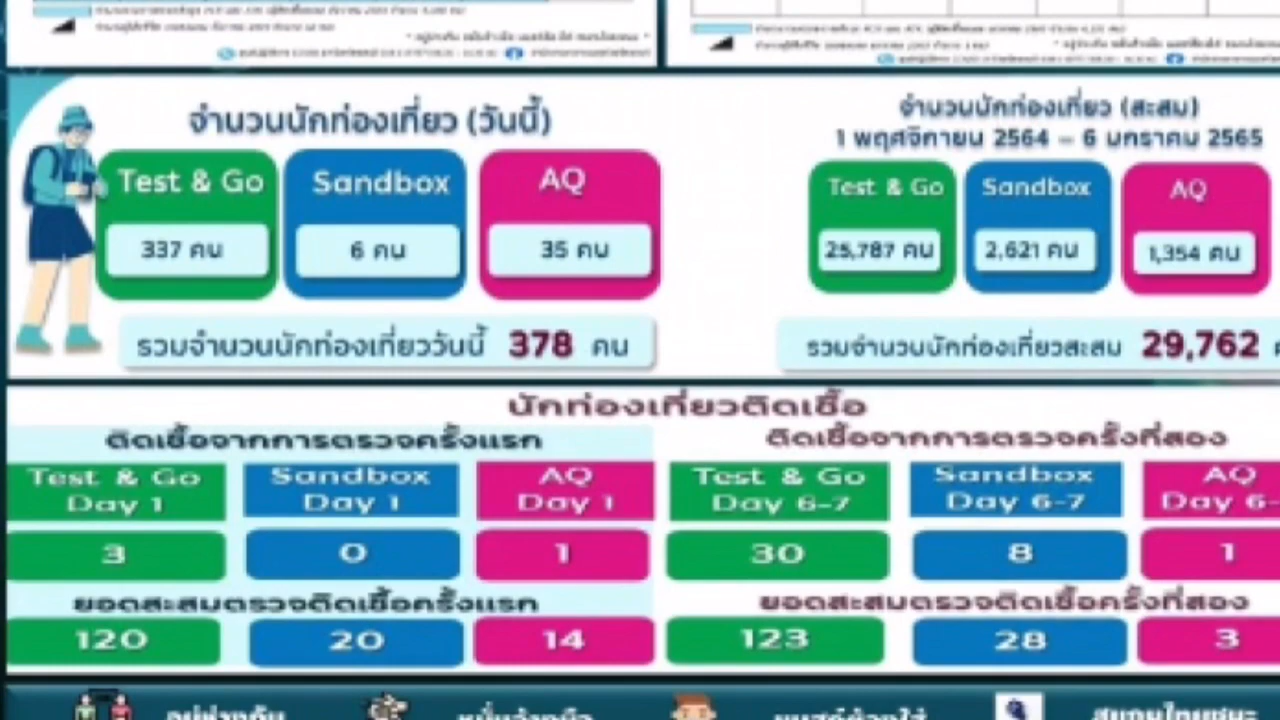 จำนวนนักท่องเที่ยว (วันนี้)
Test & Go Sandbox AQ
337 คน 6 คน 35 คน
รวมจำนวนนักท่องเที่ยววันนี้ 378 คน
จำนวนนักท่องเที่ยว (สะสม)
1 พฤศจิกายน 2564 – 6 มกราคม 2565
Test & Go Sandbox AQ
25,787 คน 2,621 คน 1,354 คน
รวมจำนวนนักท่องเที่ยวสะสม 29,762
นักท่องเที่ยวติดเชื้อ
ติดเชื้อจากการตรวจครั้งแรก
Test & Go Sandbox AQ
Day 1 Day 1 Day 1
3 0 1
ยอดสะสมตรวจติดเชื้อครั้งแรก
120 20 14
ติดเชื้อจากการตรวจครั้งที่สอง
Test & Go Sandbox AQ
Day 6-7 Day 6-7 Day 6-
30 8 1
ยอดสะสมตรวจติดเชื้อครั้งที่สอง
123 28 3